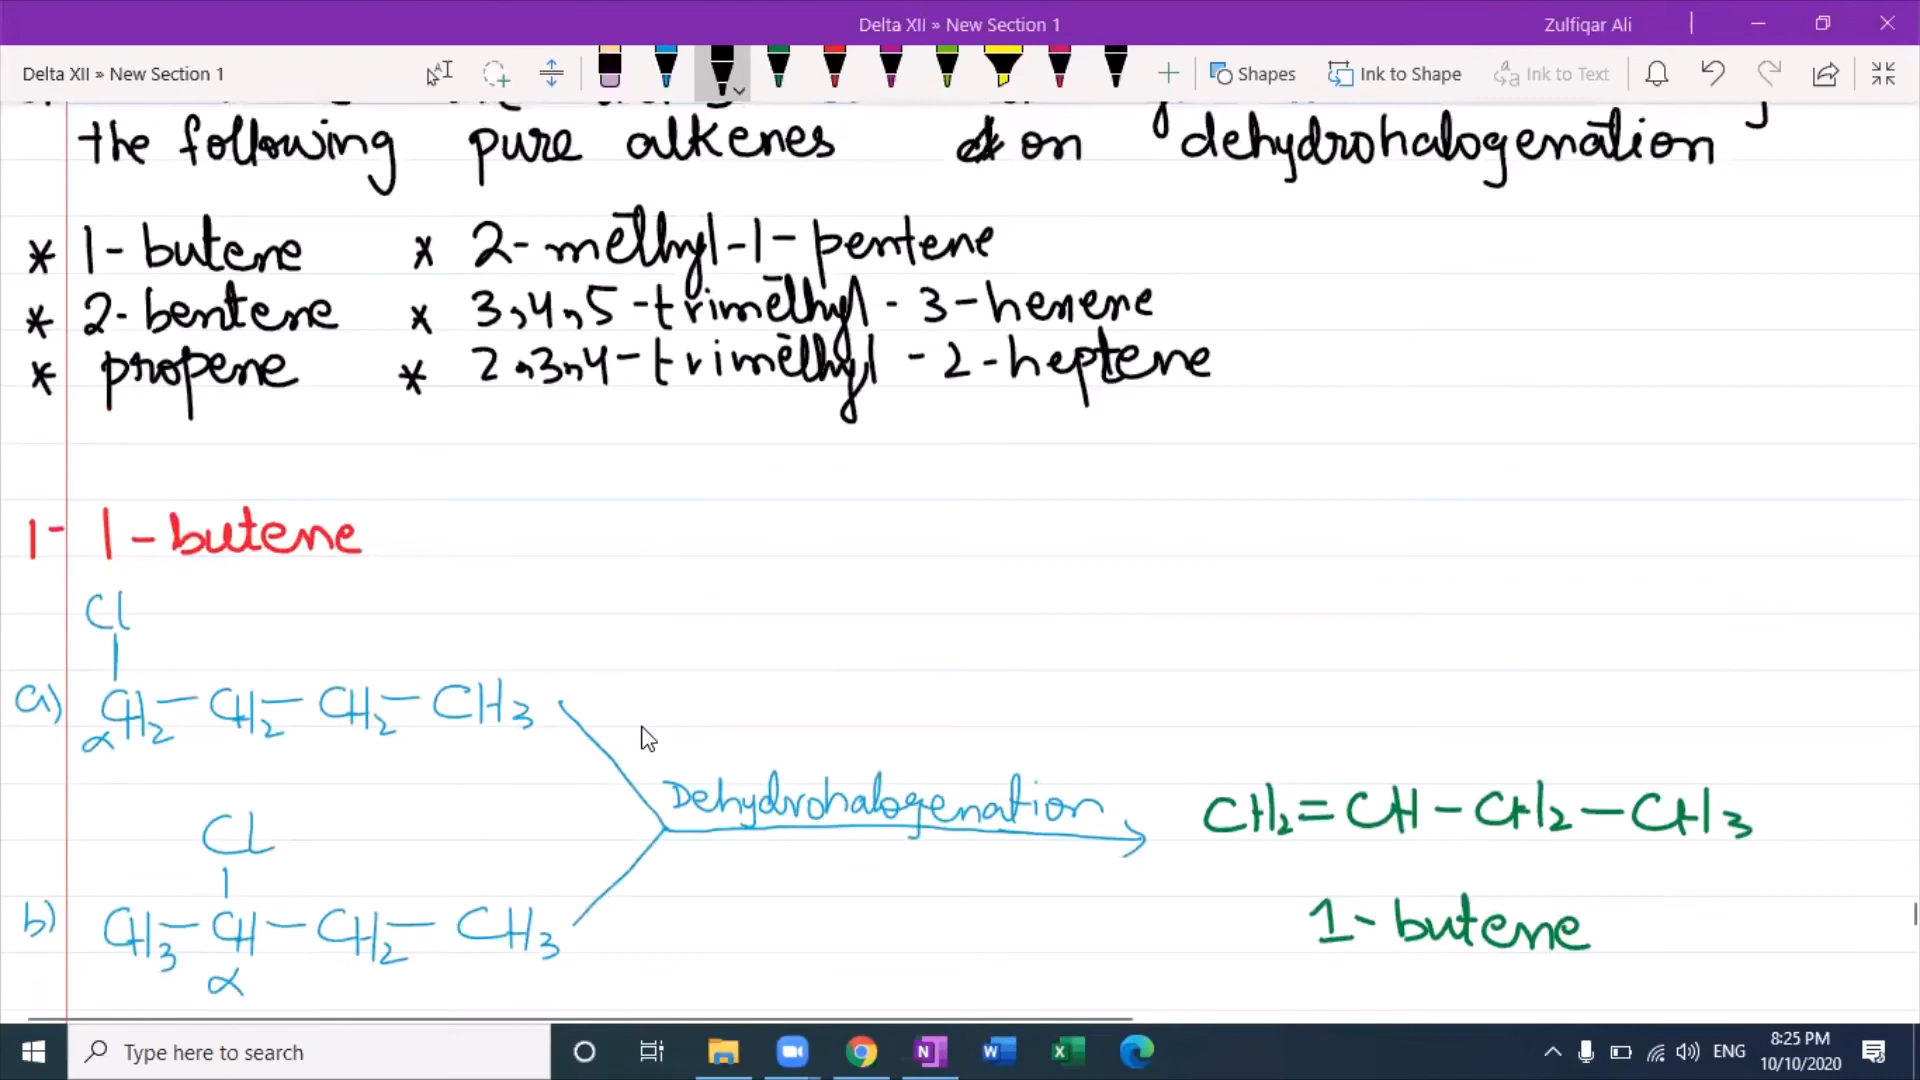 Delta XII » New Section 1
Zulfiqar Ali
Delta XII » New Section 1
Shapes
Ink to Shape
Ink to Text
the following pure alkenes on dehydrohalogenation
* 1- butene * 2- methyl-1- pentene
* 2- bentene * 3,4,5 -trimethyl - 3 -henene
* propene * 2,3,4- trimethyl - 2 -heptene
1- 1 - butene
Cl
|
a) CH2 - CH2 - CH2 - CH3
α
Dehydrohalogenation
CH2 = CH - CH2 - CH3
Cl
|
b) CH3 - CH - CH2 - CH3
α
1- butene
Type here to search
ENG
8:25 PM
10/10/2020